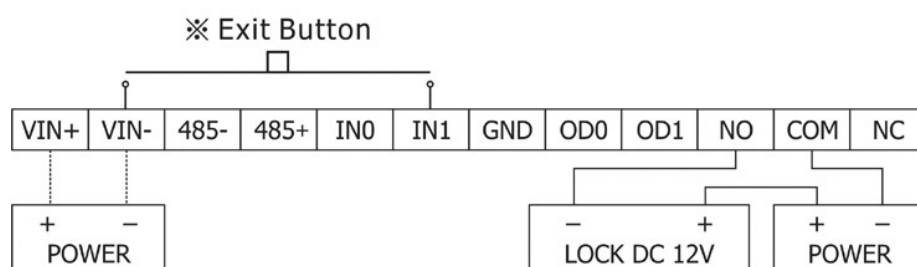 ※ Exit Button
VIN+ VIN- 485- 485+ IN0 IN1 GND OD0 OD1 NO COM NC
+ − − + + −
POWER LOCK DC 12V POWER